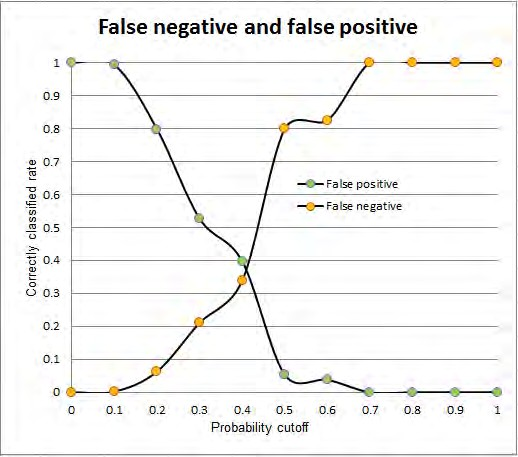 False negative and false positive
1
0.9
0.8
0.7
0.6
0.5
0.4
0.3
0.2
0.1
0
Correctly classified rate
False positive
False negative
0 0.1 0.2 0.3 0.4 0.5 0.6 0.7 0.8 0.9 1
Probability cutoff